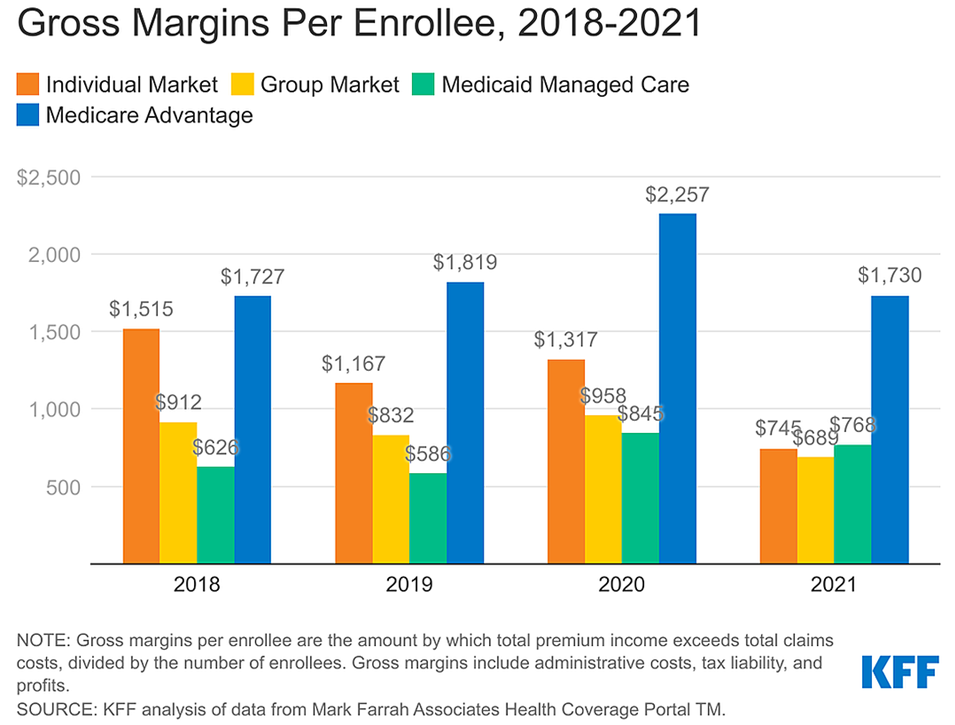 Gross Margins Per Enrollee, 2018-2021
Individual Market Group Market Medicaid Managed Care
Medicare Advantage
$2,500
2,000
1,500
1,000
500
$1,515
$912
$626
$1,727
$1,167
$832
$586
$1,819
$1,317
$958
$845
$2,257
$745
$689
$768
$1,730
2018 2019 2020 2021
NOTE: Gross margins per enrollee are the amount by which total premium income exceeds total claims
costs, divided by the number of enrollees. Gross margins include administrative costs, tax liability, and
profits.
SOURCE: KFF analysis of data from Mark Farrah Associates Health Coverage Portal TM.
KFF